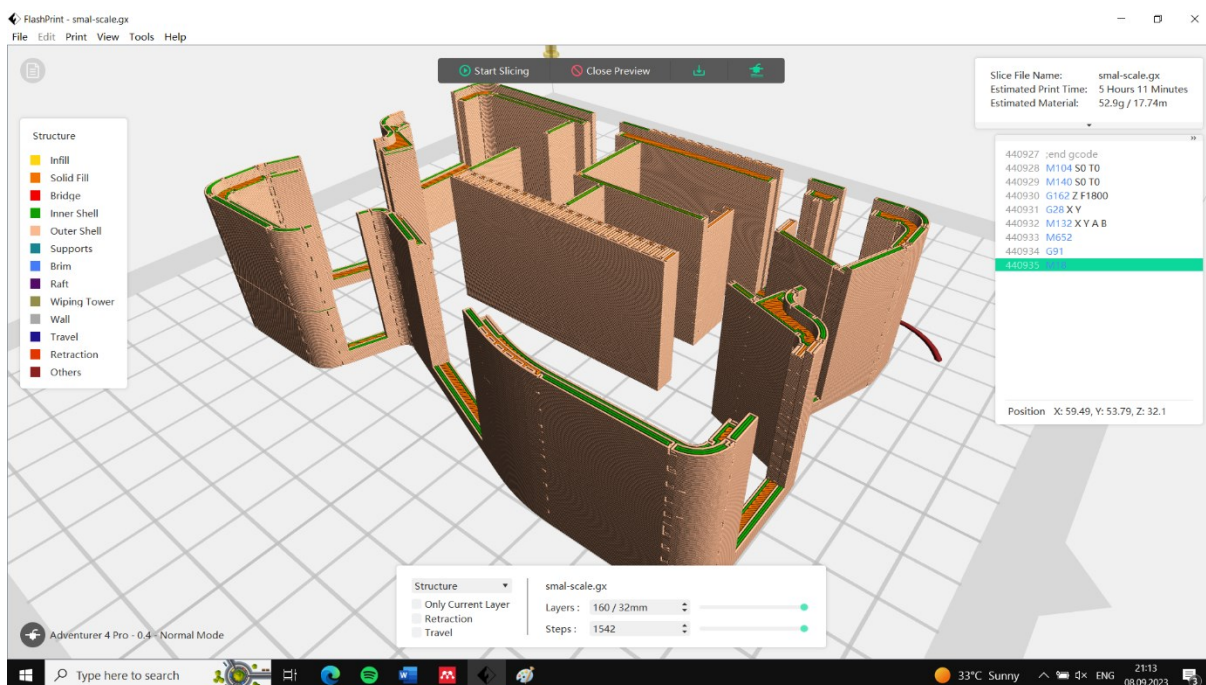 FlashPrint - smal-scale.gx
File Edit Print View Tools Help
Start Slicing Close Preview
Slice File Name: smal-scale.gx
Estimated Print Time: 5 Hours 11 Minutes
Estimated Material: 52.9g / 17.74m
Structure
Infill
Solid Fill
Bridge
Inner Shell
Outer Shell
Supports
Brim
Raft
Wiping Tower
Wall
Travel
Retraction
Others
440927 ;end gcode
440928 M104 S0 T0
440929 M140 S0 T0
440930 G162 Z F1800
440931 G28 X Y
440932 M132 X Y A B
440933 M652
440934 G91
440935
Position X: 59.49, Y: 53.79, Z: 32.1
Structure
Only Current Layer
Retraction
Travel
smal-scale.gx
Layers : 160 / 32mm
Steps : 1542
Adventurer 4 Pro - 0.4 - Normal Mode
Type here to search
33°C Sunny
ENG
21:13
08.09.2023
3